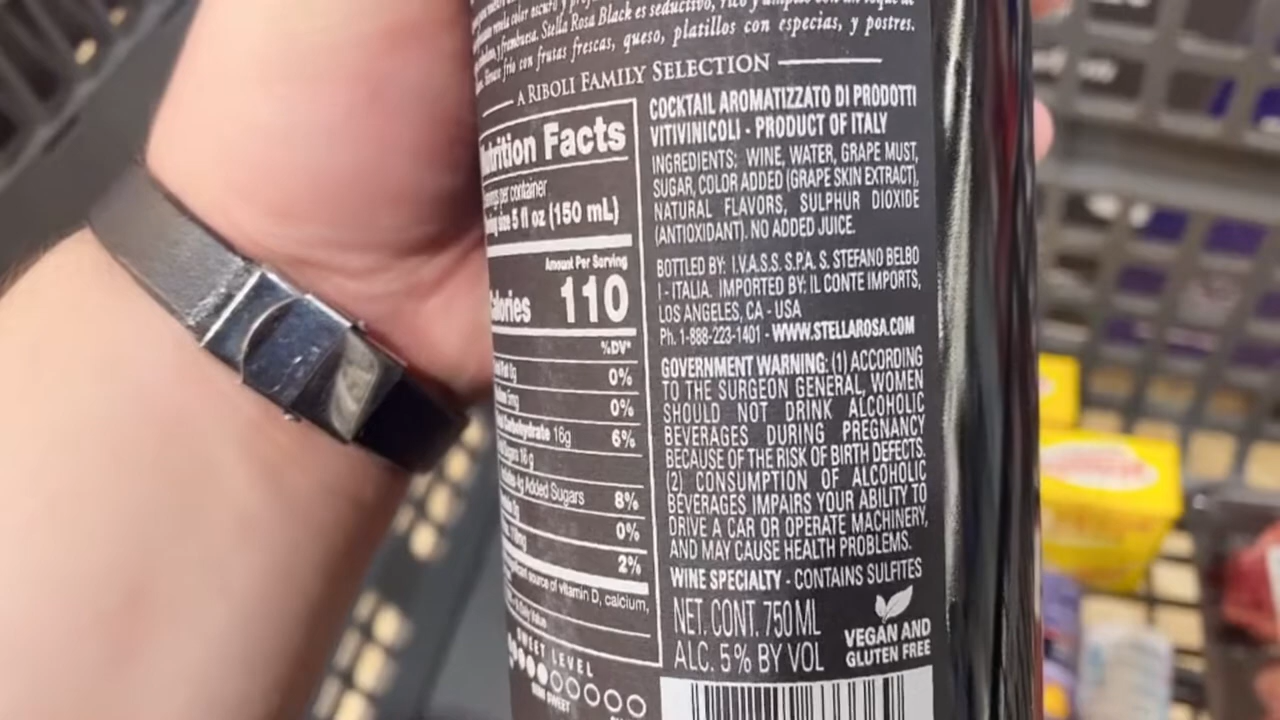 Stella Rosa Black es seductivo, rico y
frío con frutas frescas, queso, platillos con especias, y postres.
A RIBOLI FAMILY SELECTION
Nutrition Facts
per container
size 5 fl oz (150 mL)
Amount Per Serving
Calories 110
%DV*
0%
0%
Carbohydrate 16g 6%
4g Added Sugars 8%
0%
2%
source of vitamin D, calcium,
SWEET LEVEL
SEMI SWEET
COCKTAIL AROMATIZZATO DI PRODOTTI
VITIVINICOLI - PRODUCT OF ITALY
INGREDIENTS: WINE, WATER, GRAPE MUST,
SUGAR, COLOR ADDED (GRAPE SKIN EXTRACT),
NATURAL FLAVORS, SULPHUR DIOXIDE
(ANTIOXIDANT). NO ADDED JUICE.
BOTTLED BY: I.V.A.S.S. S.P.A. S. STEFANO BELBO
I - ITALIA. IMPORTED BY: IL CONTE IMPORTS,
LOS ANGELES, CA - USA
Ph. 1-888-223-1401 - WWW.STELLAROSA.COM
GOVERNMENT WARNING: (1) ACCORDING
TO THE SURGEON GENERAL, WOMEN
SHOULD NOT DRINK ALCOHOLIC
BEVERAGES DURING PREGNANCY
BECAUSE OF THE RISK OF BIRTH DEFECTS.
(2) CONSUMPTION OF ALCOHOLIC
BEVERAGES IMPAIRS YOUR ABILITY TO
DRIVE A CAR OR OPERATE MACHINERY,
AND MAY CAUSE HEALTH PROBLEMS.
WINE SPECIALTY - CONTAINS SULFITES
NET. CONT. 750 ML
ALC. 5% BY VOL
VEGAN AND
GLUTEN FREE